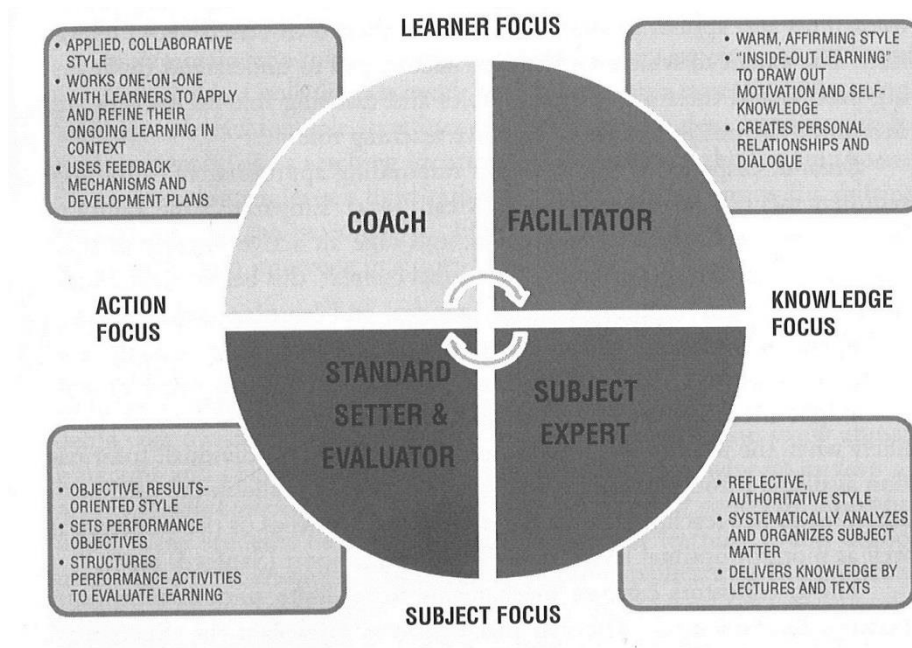 LEARNER FOCUS
• APPLIED, COLLABORATIVE
STYLE
• WORKS ONE-ON-ONE
WITH LEARNERS TO APPLY
AND REFINE THEIR
ONGOING LEARNING IN
CONTEXT
• USES FEEDBACK
MECHANISMS AND
DEVELOPMENT PLANS
• WARM, AFFIRMING STYLE
• “INSIDE-OUT LEARNING”
TO DRAW OUT
MOTIVATION AND SELF-
KNOWLEDGE
• CREATES PERSONAL
RELATIONSHIPS AND
DIALOGUE
COACH
FACILITATOR
ACTION
FOCUS
KNOWLEDGE
FOCUS
STANDARD
SETTER &
EVALUATOR
SUBJECT
EXPERT
• OBJECTIVE, RESULTS-
ORIENTED STYLE
• SETS PERFORMANCE
OBJECTIVES
• STRUCTURES
PERFORMANCE ACTIVITIES
TO EVALUATE LEARNING
• REFLECTIVE,
AUTHORITATIVE STYLE
• SYSTEMATICALLY ANALYZES
AND ORGANIZES SUBJECT
MATTER
• DELIVERS KNOWLEDGE BY
LECTURES AND TEXTS
SUBJECT FOCUS